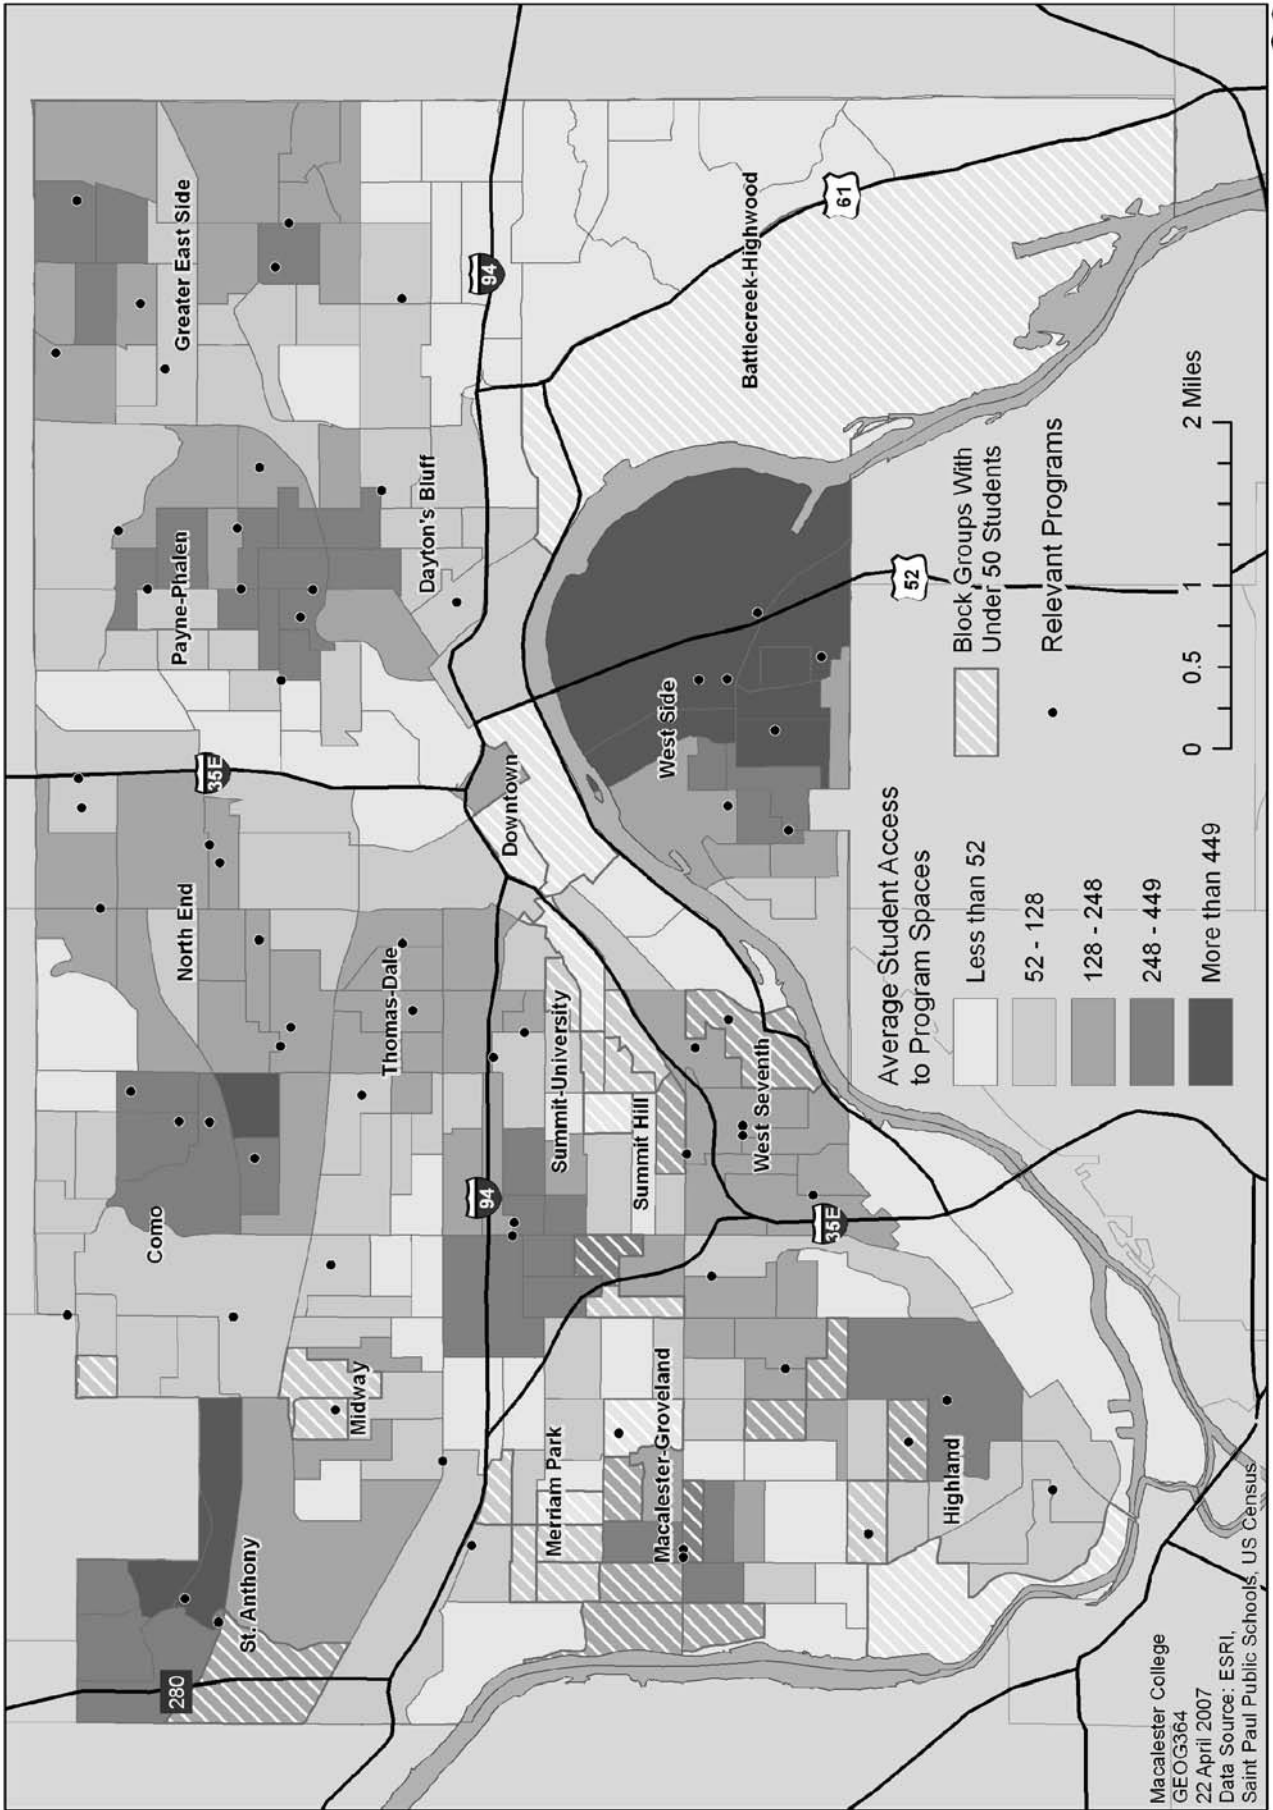 Greater East Side
Payne-Phalen
35E
North End
Como
St. Anthony
280
Dayton's Bluff
94
Thomas-Dale
Midway
Downtown
Summit-University
94
Battlecreek-Highwood
61
West Side
Summit Hill
Merriam Park
Macalester-Groveland
West Seventh
35E
52
Highland
Average Student Access
to Program Spaces
Less than 52
52 - 128
128 - 248
248 - 449
More than 449
Block Groups With
Under 50 Students
Relevant Programs
0 0.5 1 2 Miles
Macalester College
GEOG364
22 April 2007
Data Source: ESRI,
Saint Paul Public Schools, US Census